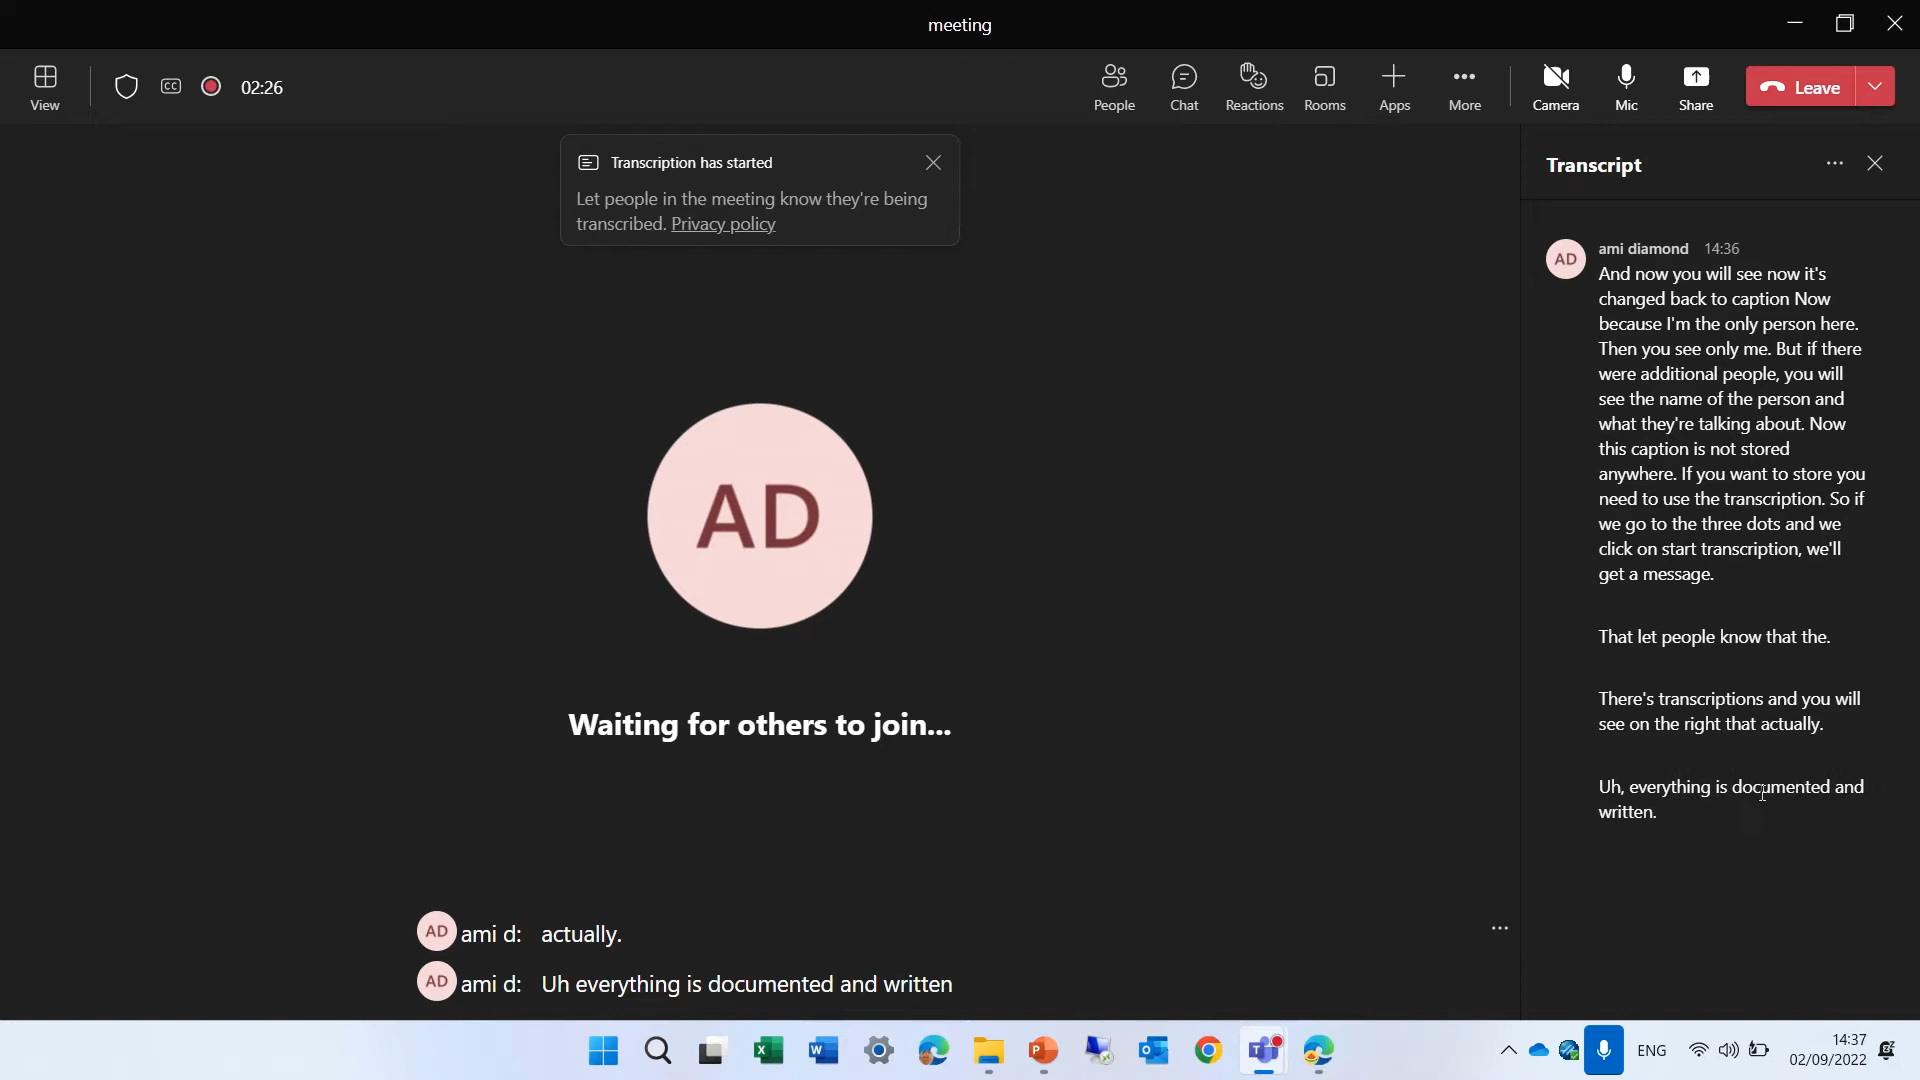 meeting
View
CC
02:26
People
Chat
Reactions
Rooms
Apps
More
Camera
Mic
Share
Leave
Transcription has started
Let people in the meeting know they're being
transcribed. Privacy policy
Transcript
AD
ami diamond 14:36
And now you will see now it's
changed back to caption Now
because I'm the only person here.
Then you see only me. But if there
were additional people, you will
see the name of the person and
what they're talking about. Now
this caption is not stored
anywhere. If you want to store you
need to use the transcription. So if
we go to the three dots and we
click on start transcription, we'll
get a message.
That let people know that the.
There's transcriptions and you will
see on the right that actually.
Uh, everything is documented and
written.
AD
Waiting for others to join...
AD ami d: actually.
AD ami d: Uh everything is documented and written
ENG
14:37
02/09/2022